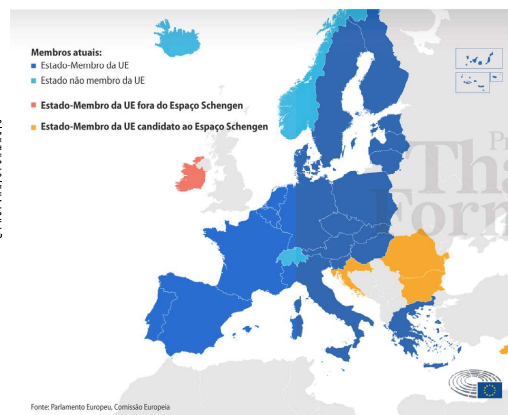 Membros atuais:
Estado-Membro da UE
Estado não membro da UE
Estado-Membro da UE fora do Espaço Schengen
Estado-Membro da UE candidato ao Espaço Schengen
Fonte: Parlamento Europeu, Comissão Europeia